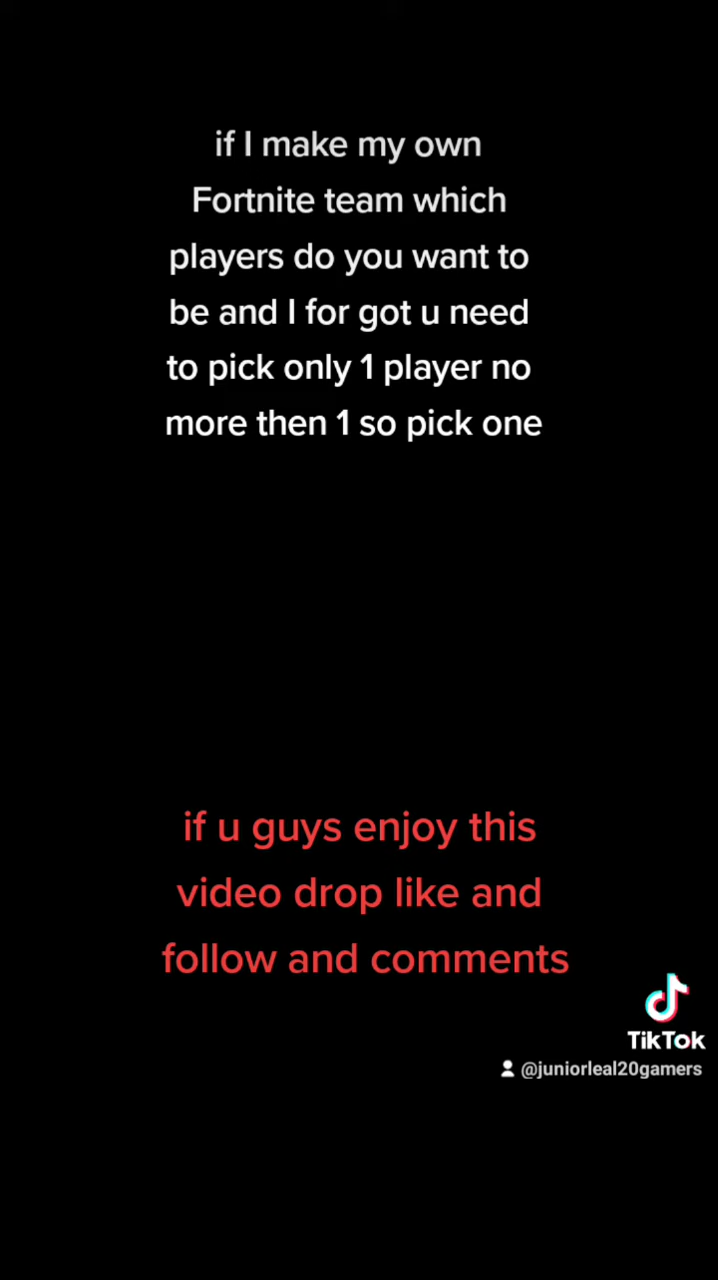 if I make my own
Fortnite team which
players do you want to
be and I for got u need
to pick only 1 player no
more then 1 so pick one
if u guys enjoy this
video drop like and
follow and comments
TikTok
@juniorleal20gamers